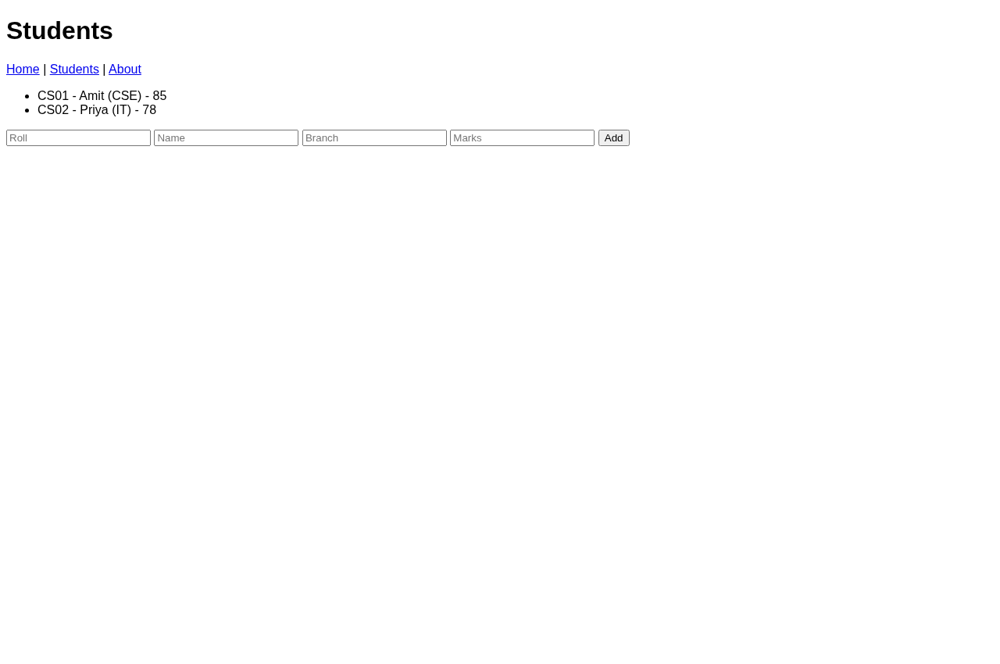 Students
Home | Students | About
CS01 - Amit (CSE) - 85
CS02 - Priya (IT) - 78
Roll Name Branch Marks Add